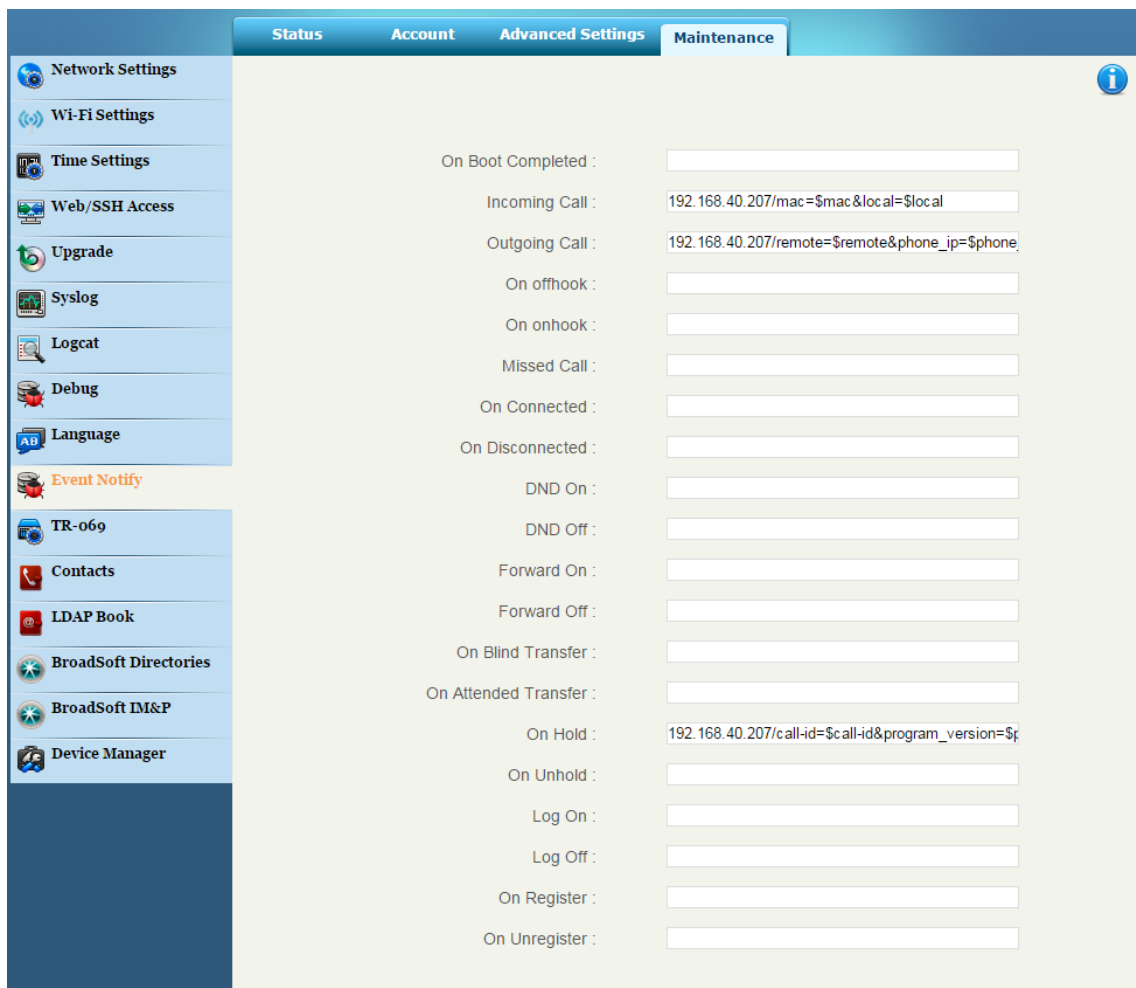 Status Account Advanced Settings Maintenance
Network Settings
Wi-Fi Settings
Time Settings
Web/SSH Access
Upgrade
Syslog
Logcat
Debug
Language
Event Notify
TR-069
Contacts
LDAP Book
BroadSoft Directories
BroadSoft IM&P
Device Manager
On Boot Completed :
Incoming Call : 192.168.40.207/mac=$mac&local=$local
Outgoing Call : 192.168.40.207/remote=$remote&phone_ip=$phone_
On offhook :
On onhook :
Missed Call :
On Connected :
On Disconnected :
DND On :
DND Off :
Forward On :
Forward Off :
On Blind Transfer :
On Attended Transfer :
On Hold : 192.168.40.207/call-id=$call-id&program_version=$p
On Unhold :
Log On :
Log Off :
On Register :
On Unregister :